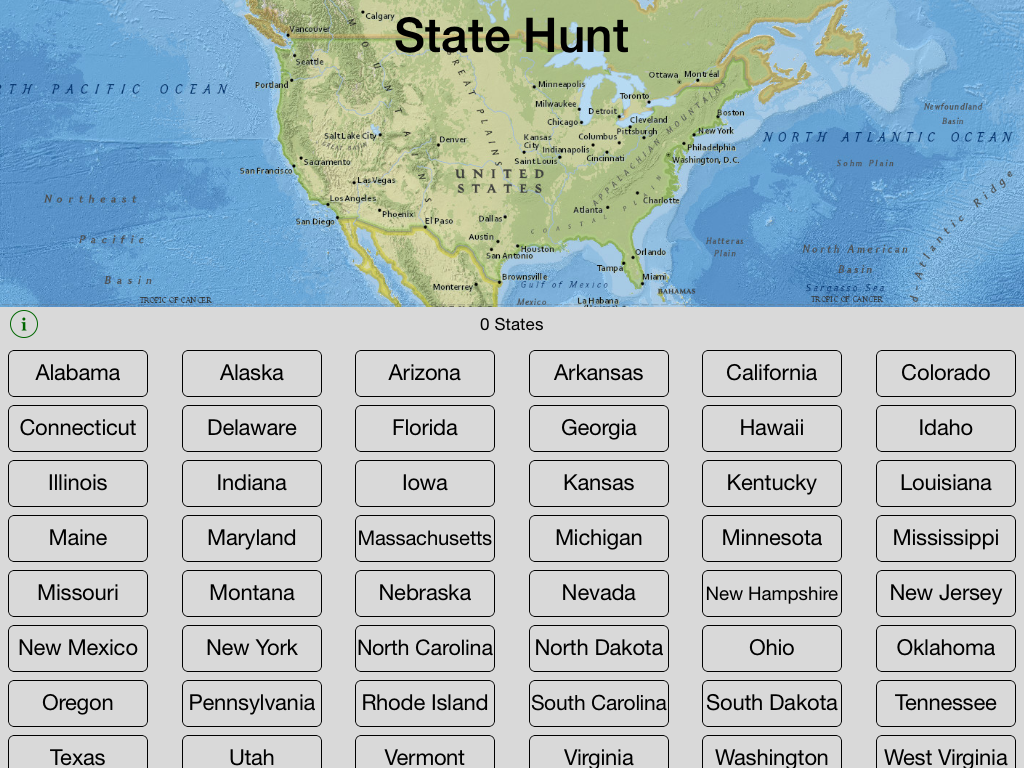 State Hunt
Calgary
Vancouver
Seattle
Portland
MOUNTAINS
GREAT PLAINS
Minneapolis
Milwaukee
Chicago
Detroit
Toronto
Ottawa
Montréal
Boston
Cleveland
Pittsburgh
New York
Philadelphia
Washington, D.C.
Columbus
Indianapolis
Cincinnati
Kansas City
Saint Louis
Denver
Salt Lake City
Sacramento
San Francisco
Las Vegas
Los Angeles
San Diego
Phoenix
El Paso
Dallas
Austin
Houston
San Antonio
Brownsville
Monterrey
Atlanta
Charlotte
Orlando
Tampa
Miami
La Habana
BAHAMAS
UNITED
STATES
APPALACHIAN MOUNTAINS
COASTAL PLAIN
Gulf of Mexico
Mexico
TH PACIFIC OCEAN
Northeast
Pacific
Basin
TROPIC OF CANCER
NORTH ATLANTIC OCEAN
Newfoundland
Basin
Sohm Plain
Hatteras
Plain
North American
Basin
Sargasso Sea
TROPIC OF CANCER
d-Atlantic Ridge
i
0 States
Alabama Alaska Arizona Arkansas California Colorado
Connecticut Delaware Florida Georgia Hawaii Idaho
Illinois Indiana Iowa Kansas Kentucky Louisiana
Maine Maryland Massachusetts Michigan Minnesota Mississippi
Missouri Montana Nebraska Nevada New Hampshire New Jersey
New Mexico New York North Carolina North Dakota Ohio Oklahoma
Oregon Pennsylvania Rhode Island South Carolina South Dakota Tennessee
Texas Utah Vermont Virginia Washington West Virginia